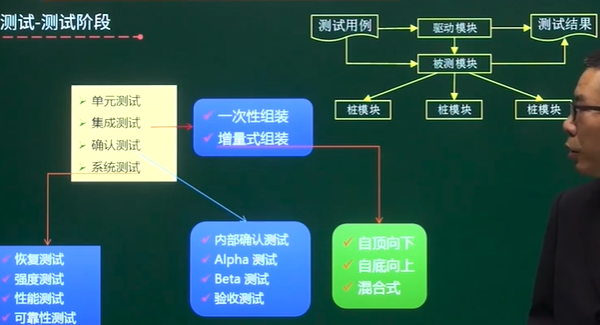 测试-测试阶段
测试用例
驱动模块
测试结果
被测模块
桩模块
桩模块
桩模块
单元测试
集成测试
确认测试
系统测试
一次性组装
增量式组装
恢复测试
强度测试
性能测试
可靠性测试
内部确认测试
Alpha 测试
Beta 测试
验收测试
自顶向下
自底向上
混合式